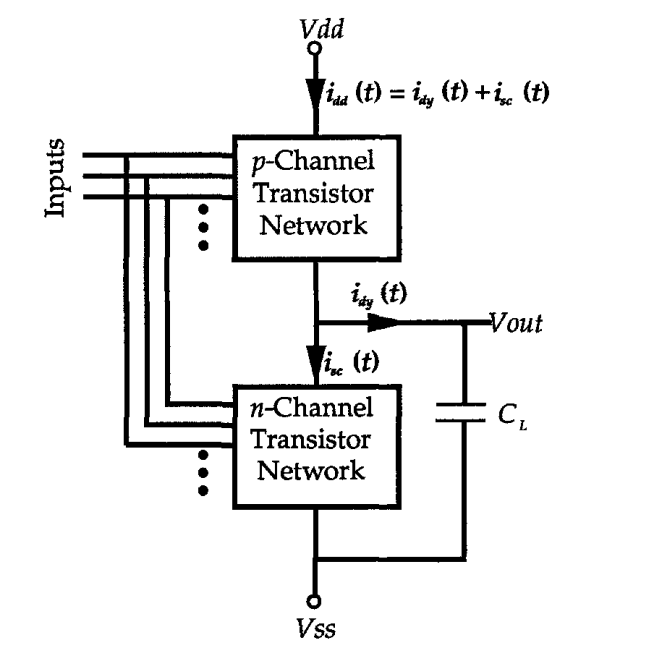 Vdd
i_dd (t) = i_dy (t) + i_sc (t)
Inputs
p-Channel
Transistor
Network
i_dy (t)
Vout
i_sc (t)
n-Channel
Transistor
Network
C_L
Vss